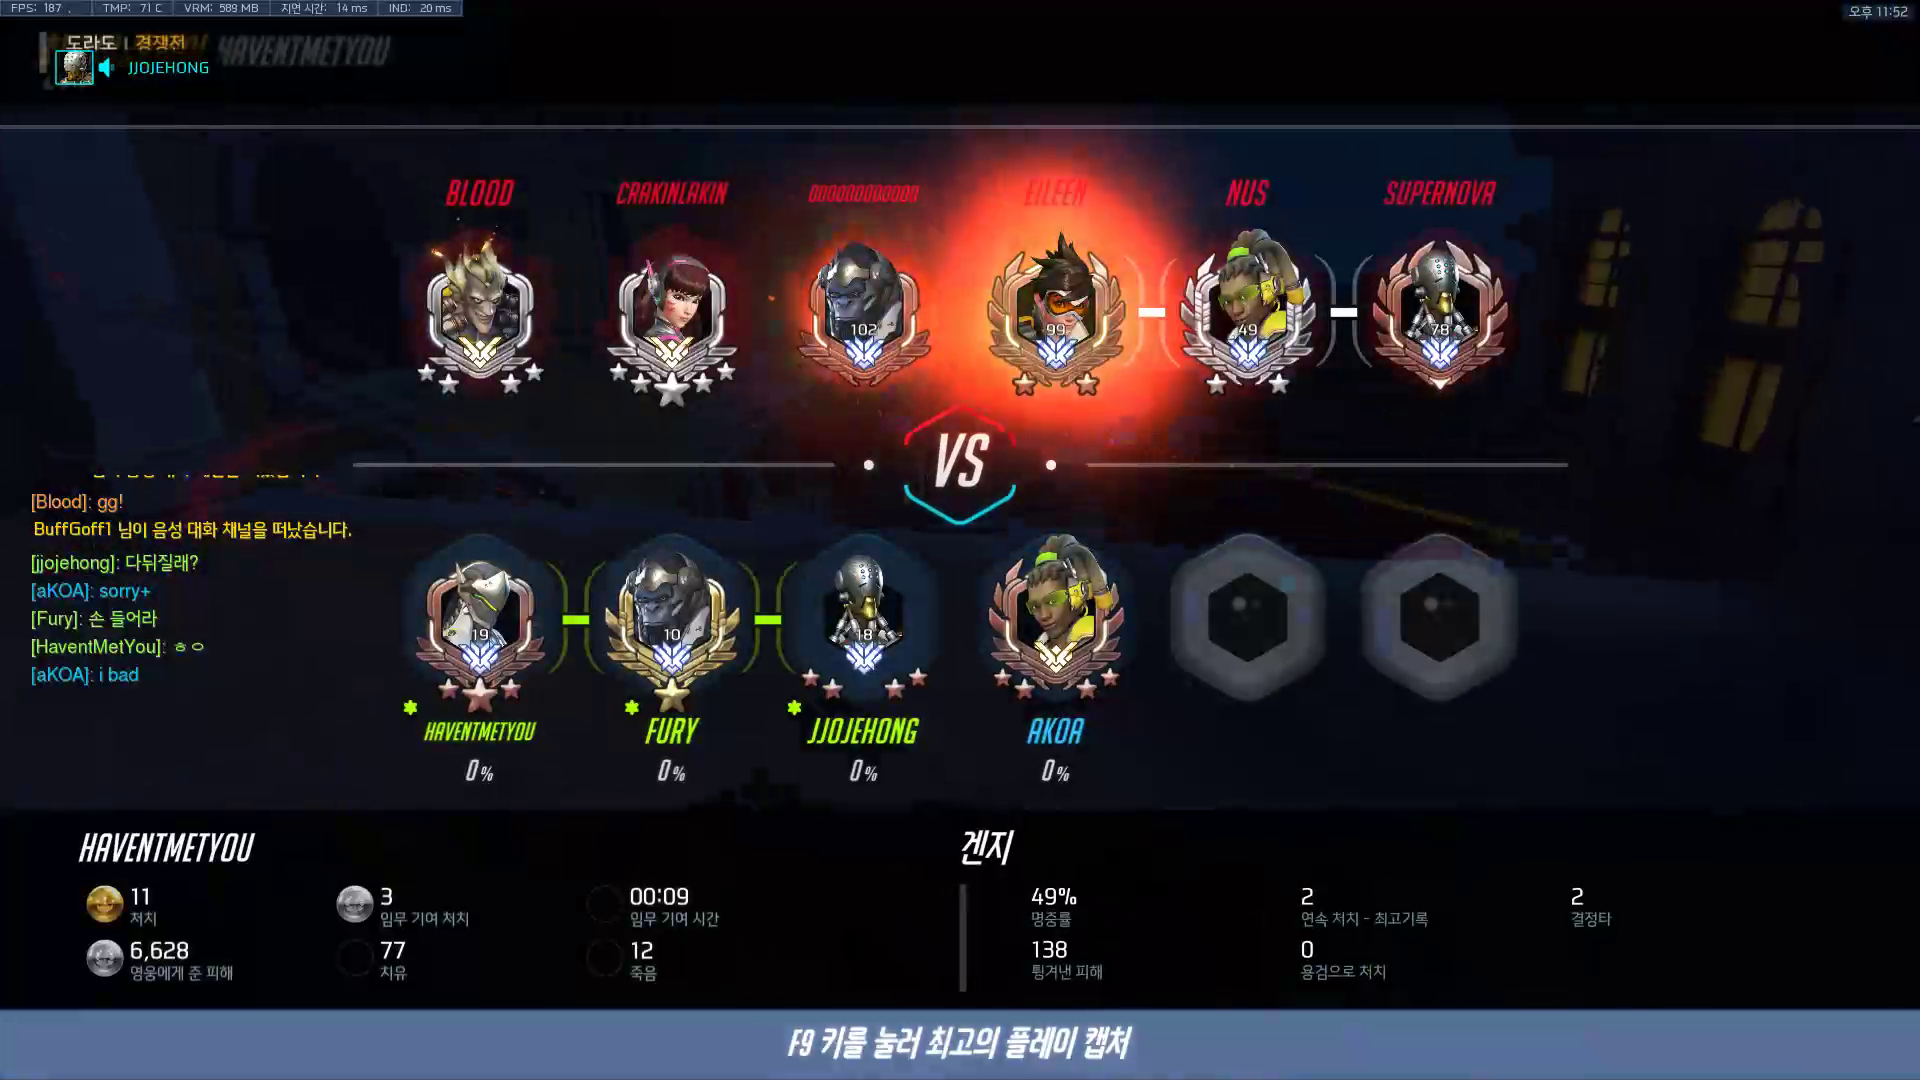 FPS: 187 TMP: 71 C VRM: 589 MB 지연 시간: 14 ms IND: 20 ms
오후 11:52
도라도 | 경쟁전
HAVENTMETYOU
JJOJEHONG
BLOOD CRAKINLAKIN EILEEN NUS SUPERNOVA
102 99 49 78
VS
[Blood]: gg!
BuffGoff1 님이 음성 대화 채널을 떠났습니다.
[jjojehong]: 다뒤질래?
[aKOA]: sorry+
[Fury]: 손 들어라
[HaventMetYou]: ㅎㅇ
[aKOA]: i bad
19 10 18
HAVENTMETYOU FURY JJOJEHONG AKOA
0% 0% 0% 0%
HAVENTMETYOU
11
처치
3
임무 기여 처치
00:09
임무 기여 시간
6,628
영웅에게 준 피해
77
치유
12
죽음
겐지
49%
명중률
2
연속 처치 - 최고기록
2
결정타
138
튕겨낸 피해
0
용검으로 처치
F9 키를 눌러 최고의 플레이 캡처